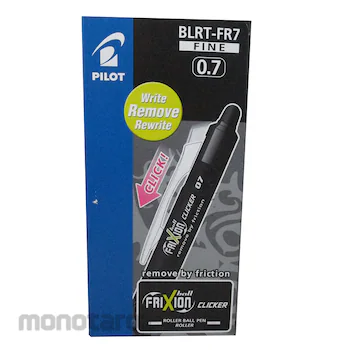 PILOT
BLRT-FR7
FINE
0.7
Write
Remove
Rewrite
CLICK!
FRIXION ball CLICKER 07
remove by friction
remove by friction
ball
FRIXION CLICKER
ROLLER BALL PEN
ROLLER
monotaro